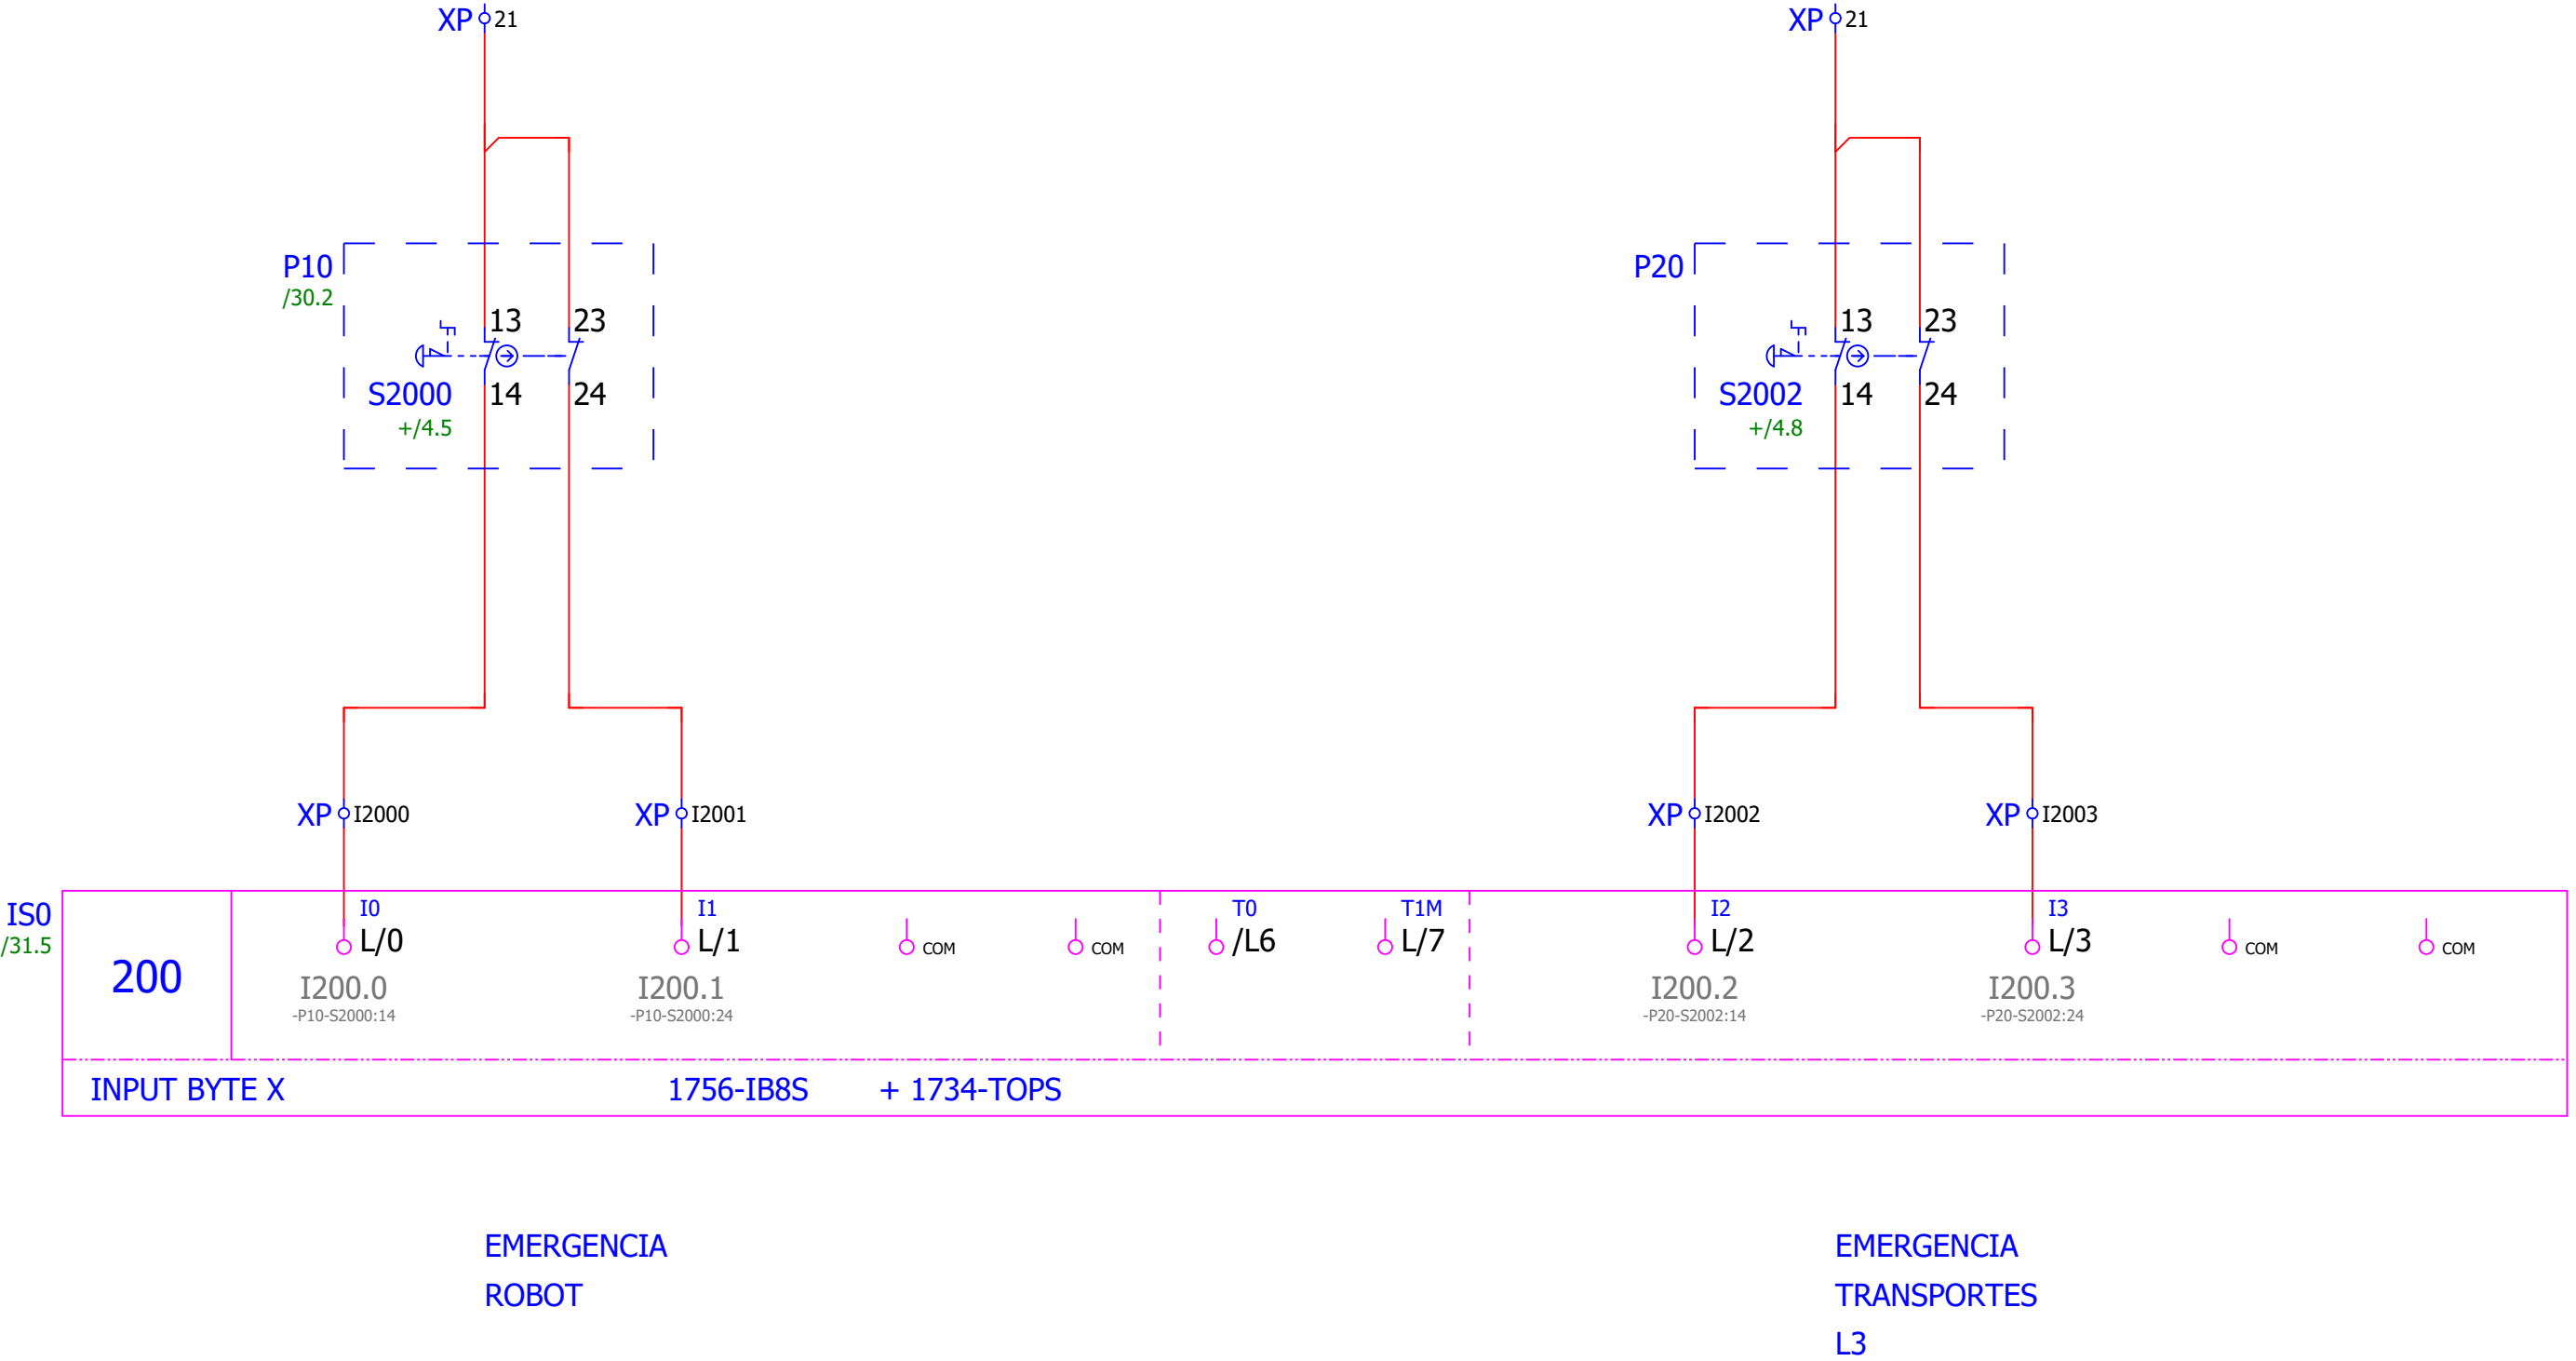 XP 21
XP 21
P10
/30.2
13 23
S2000 14 24
+/4.5
P20
13 23
S2002 14 24
+/4.8
XP I2000
XP I2001
XP I2002
XP I2003
IS0
/31.5
200
I0
L/0
I200.0
-P10-S2000:14
I1
L/1
I200.1
-P10-S2000:24
COM
COM
T0
/L6
T1M
L/7
I2
L/2
I200.2
-P20-S2002:14
I3
L/3
I200.3
-P20-S2002:24
COM
COM
INPUT BYTE X 1756-IB8S + 1734-TOPS
EMERGENCIA
ROBOT
EMERGENCIA
TRANSPORTES
L3